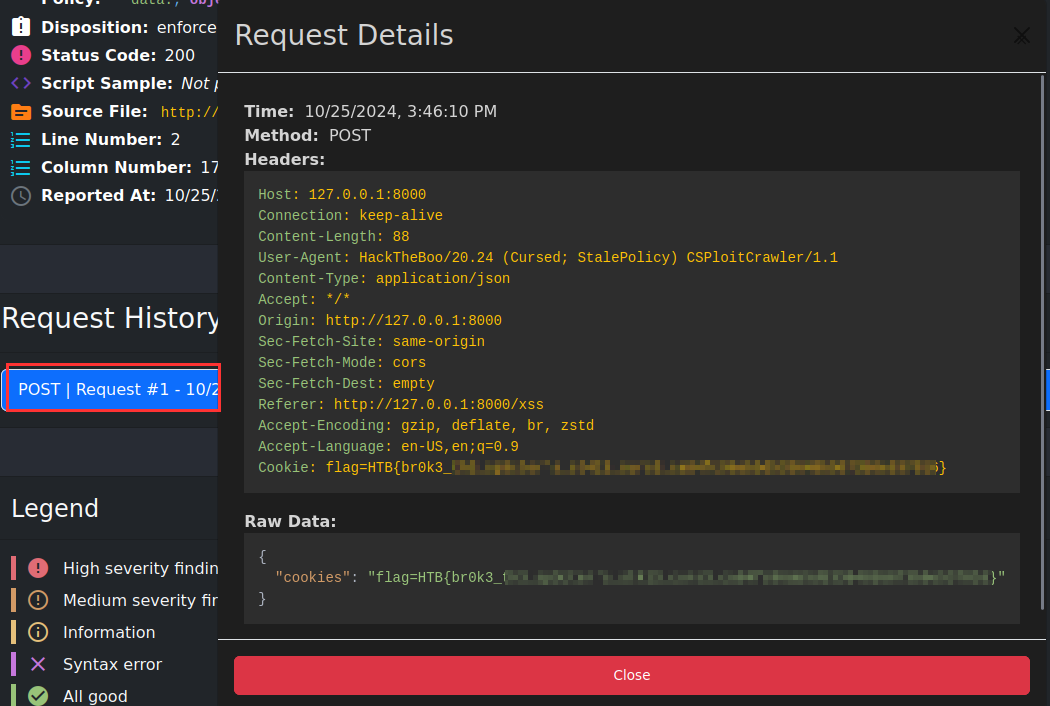 Policy: data:, obje
Disposition: enforce
Status Code: 200
Script Sample: Not p
Source File: http://
Line Number: 2
Column Number: 17
Reported At: 10/25/2
Request History
POST | Request #1 - 10/2
Legend
High severity findin
Medium severity fin
Information
Syntax error
All good
Request Details
Time: 10/25/2024, 3:46:10 PM
Method: POST
Headers:
Host: 127.0.0.1:8000
Connection: keep-alive
Content-Length: 88
User-Agent: HackTheBoo/20.24 (Cursed; StalePolicy) CSPloitCrawler/1.1
Content-Type: application/json
Accept: */*
Origin: http://127.0.0.1:8000
Sec-Fetch-Site: same-origin
Sec-Fetch-Mode: cors
Sec-Fetch-Dest: empty
Referer: http://127.0.0.1:8000/xss
Accept-Encoding: gzip, deflate, br, zstd
Accept-Language: en-US,en;q=0.9
Cookie: flag=HTB{br0k3_ }
Raw Data:
{
"cookies": "flag=HTB{br0k3_ }"
}
Close